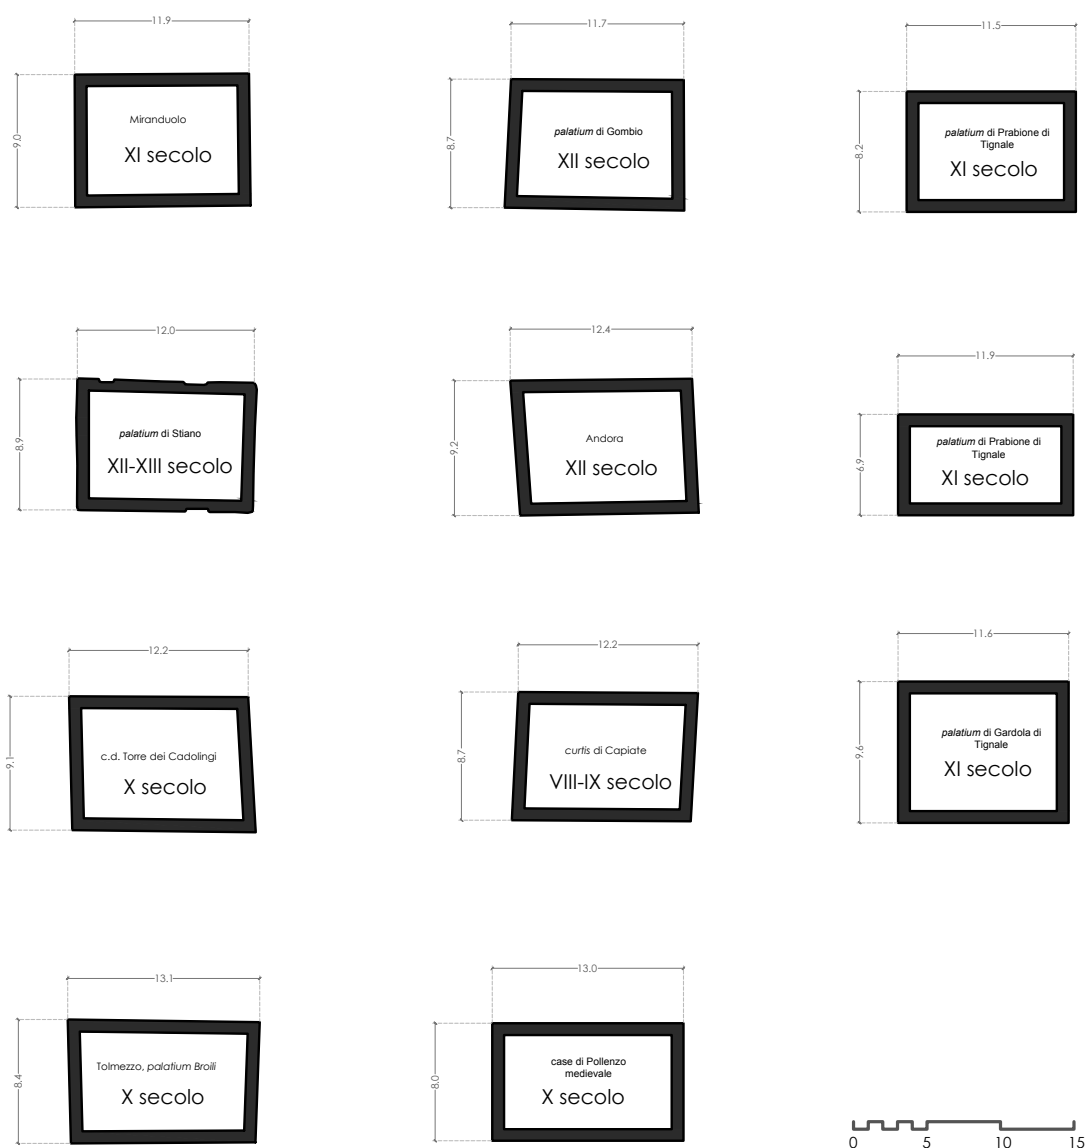 11.9
9.0
Miranduolo
XI secolo
11.7
8.7
palatium di Gombio
XII secolo
11.5
8.2
palatium di Prabione di
Tignale
XI secolo
12.0
8.9
palatium di Stiano
XII-XIII secolo
12.4
9.2
Andora
XII secolo
11.9
6.9
palatium di Prabione di
Tignale
XI secolo
12.2
9.1
c.d. Torre dei Cadolingi
X secolo
12.2
8.7
curtis di Capiate
VIII-IX secolo
11.6
9.6
palatium di Gardola di
Tignale
XI secolo
13.1
8.4
Tolmezzo, palatium Broili
X secolo
13.0
8.0
case di Pollenzo
medievale
X secolo
0 5 10 15